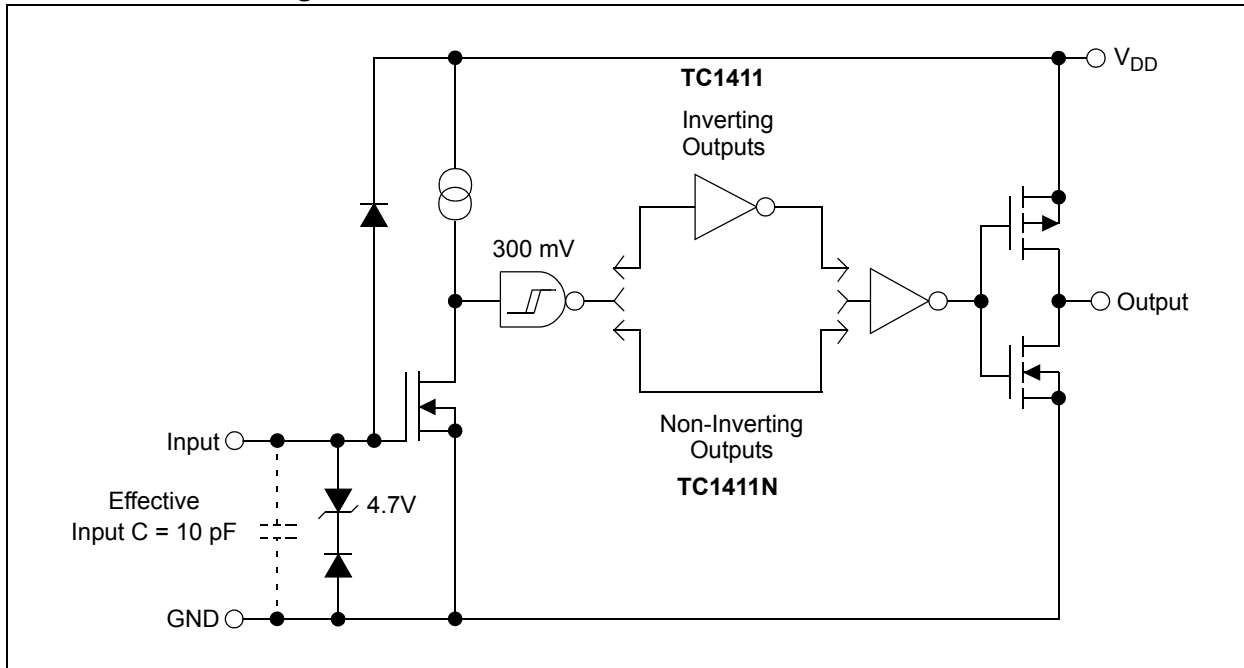 V_DD
TC1411
Inverting
Outputs
300 mV
Output
Input
Non-Inverting
Outputs
TC1411N
4.7V
Effective
Input C = 10 pF
GND